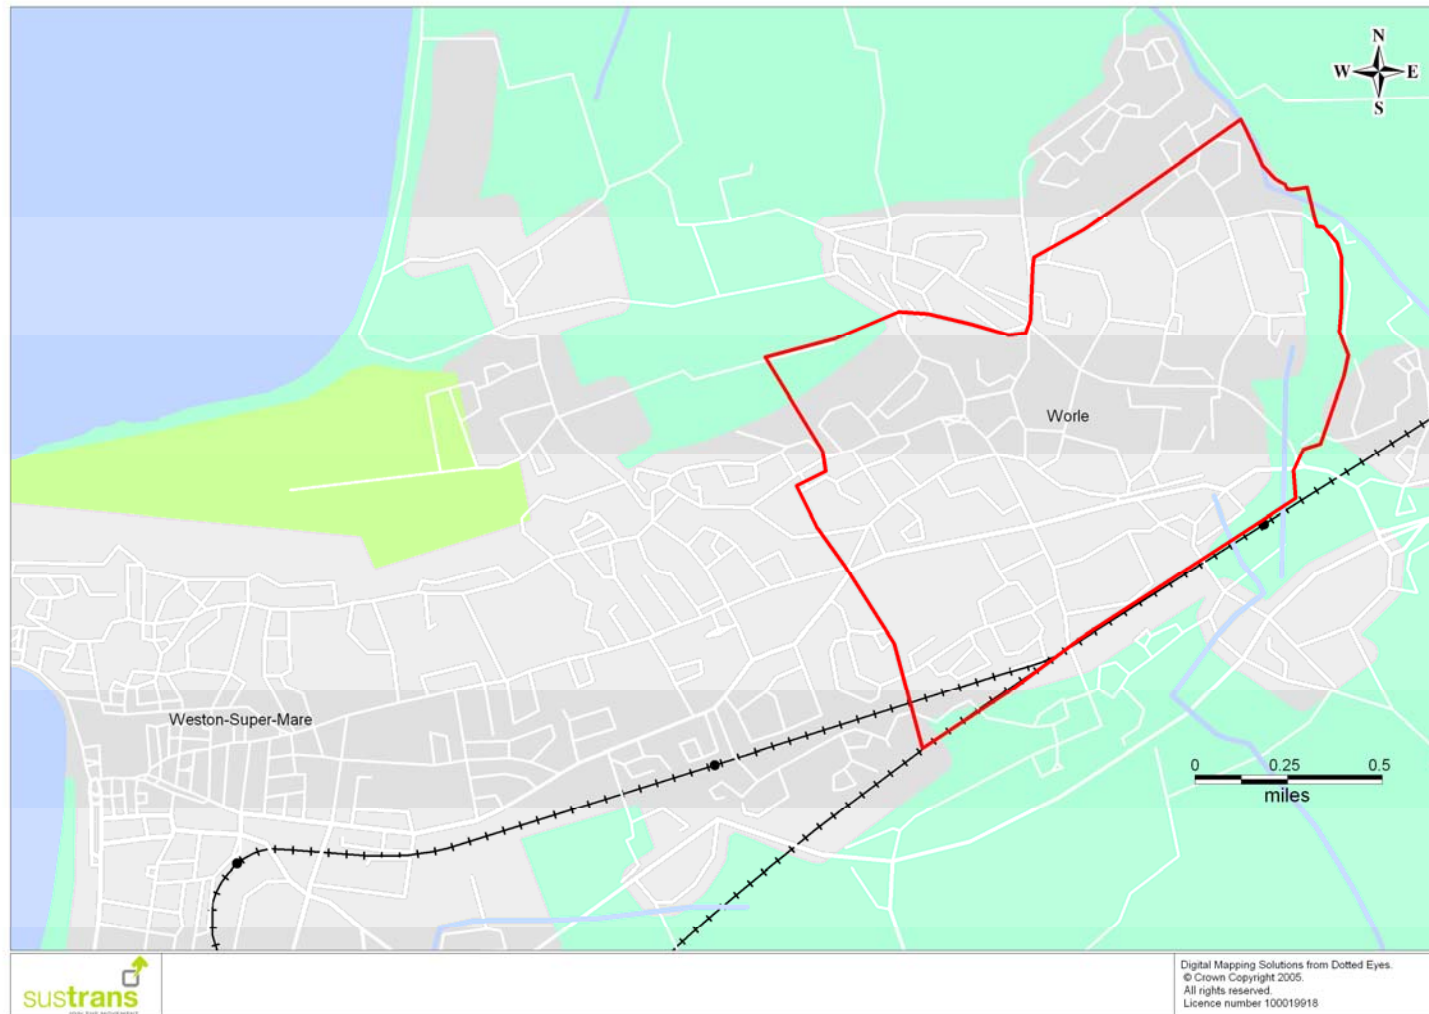 N
W E
S
Worle
Weston-Super-Mare
0 0.25 0.5
miles
sustrans
Digital Mapping Solutions from Dotted Eyes.
© Crown Copyright 2005.
All rights reserved.
Licence number 100019918